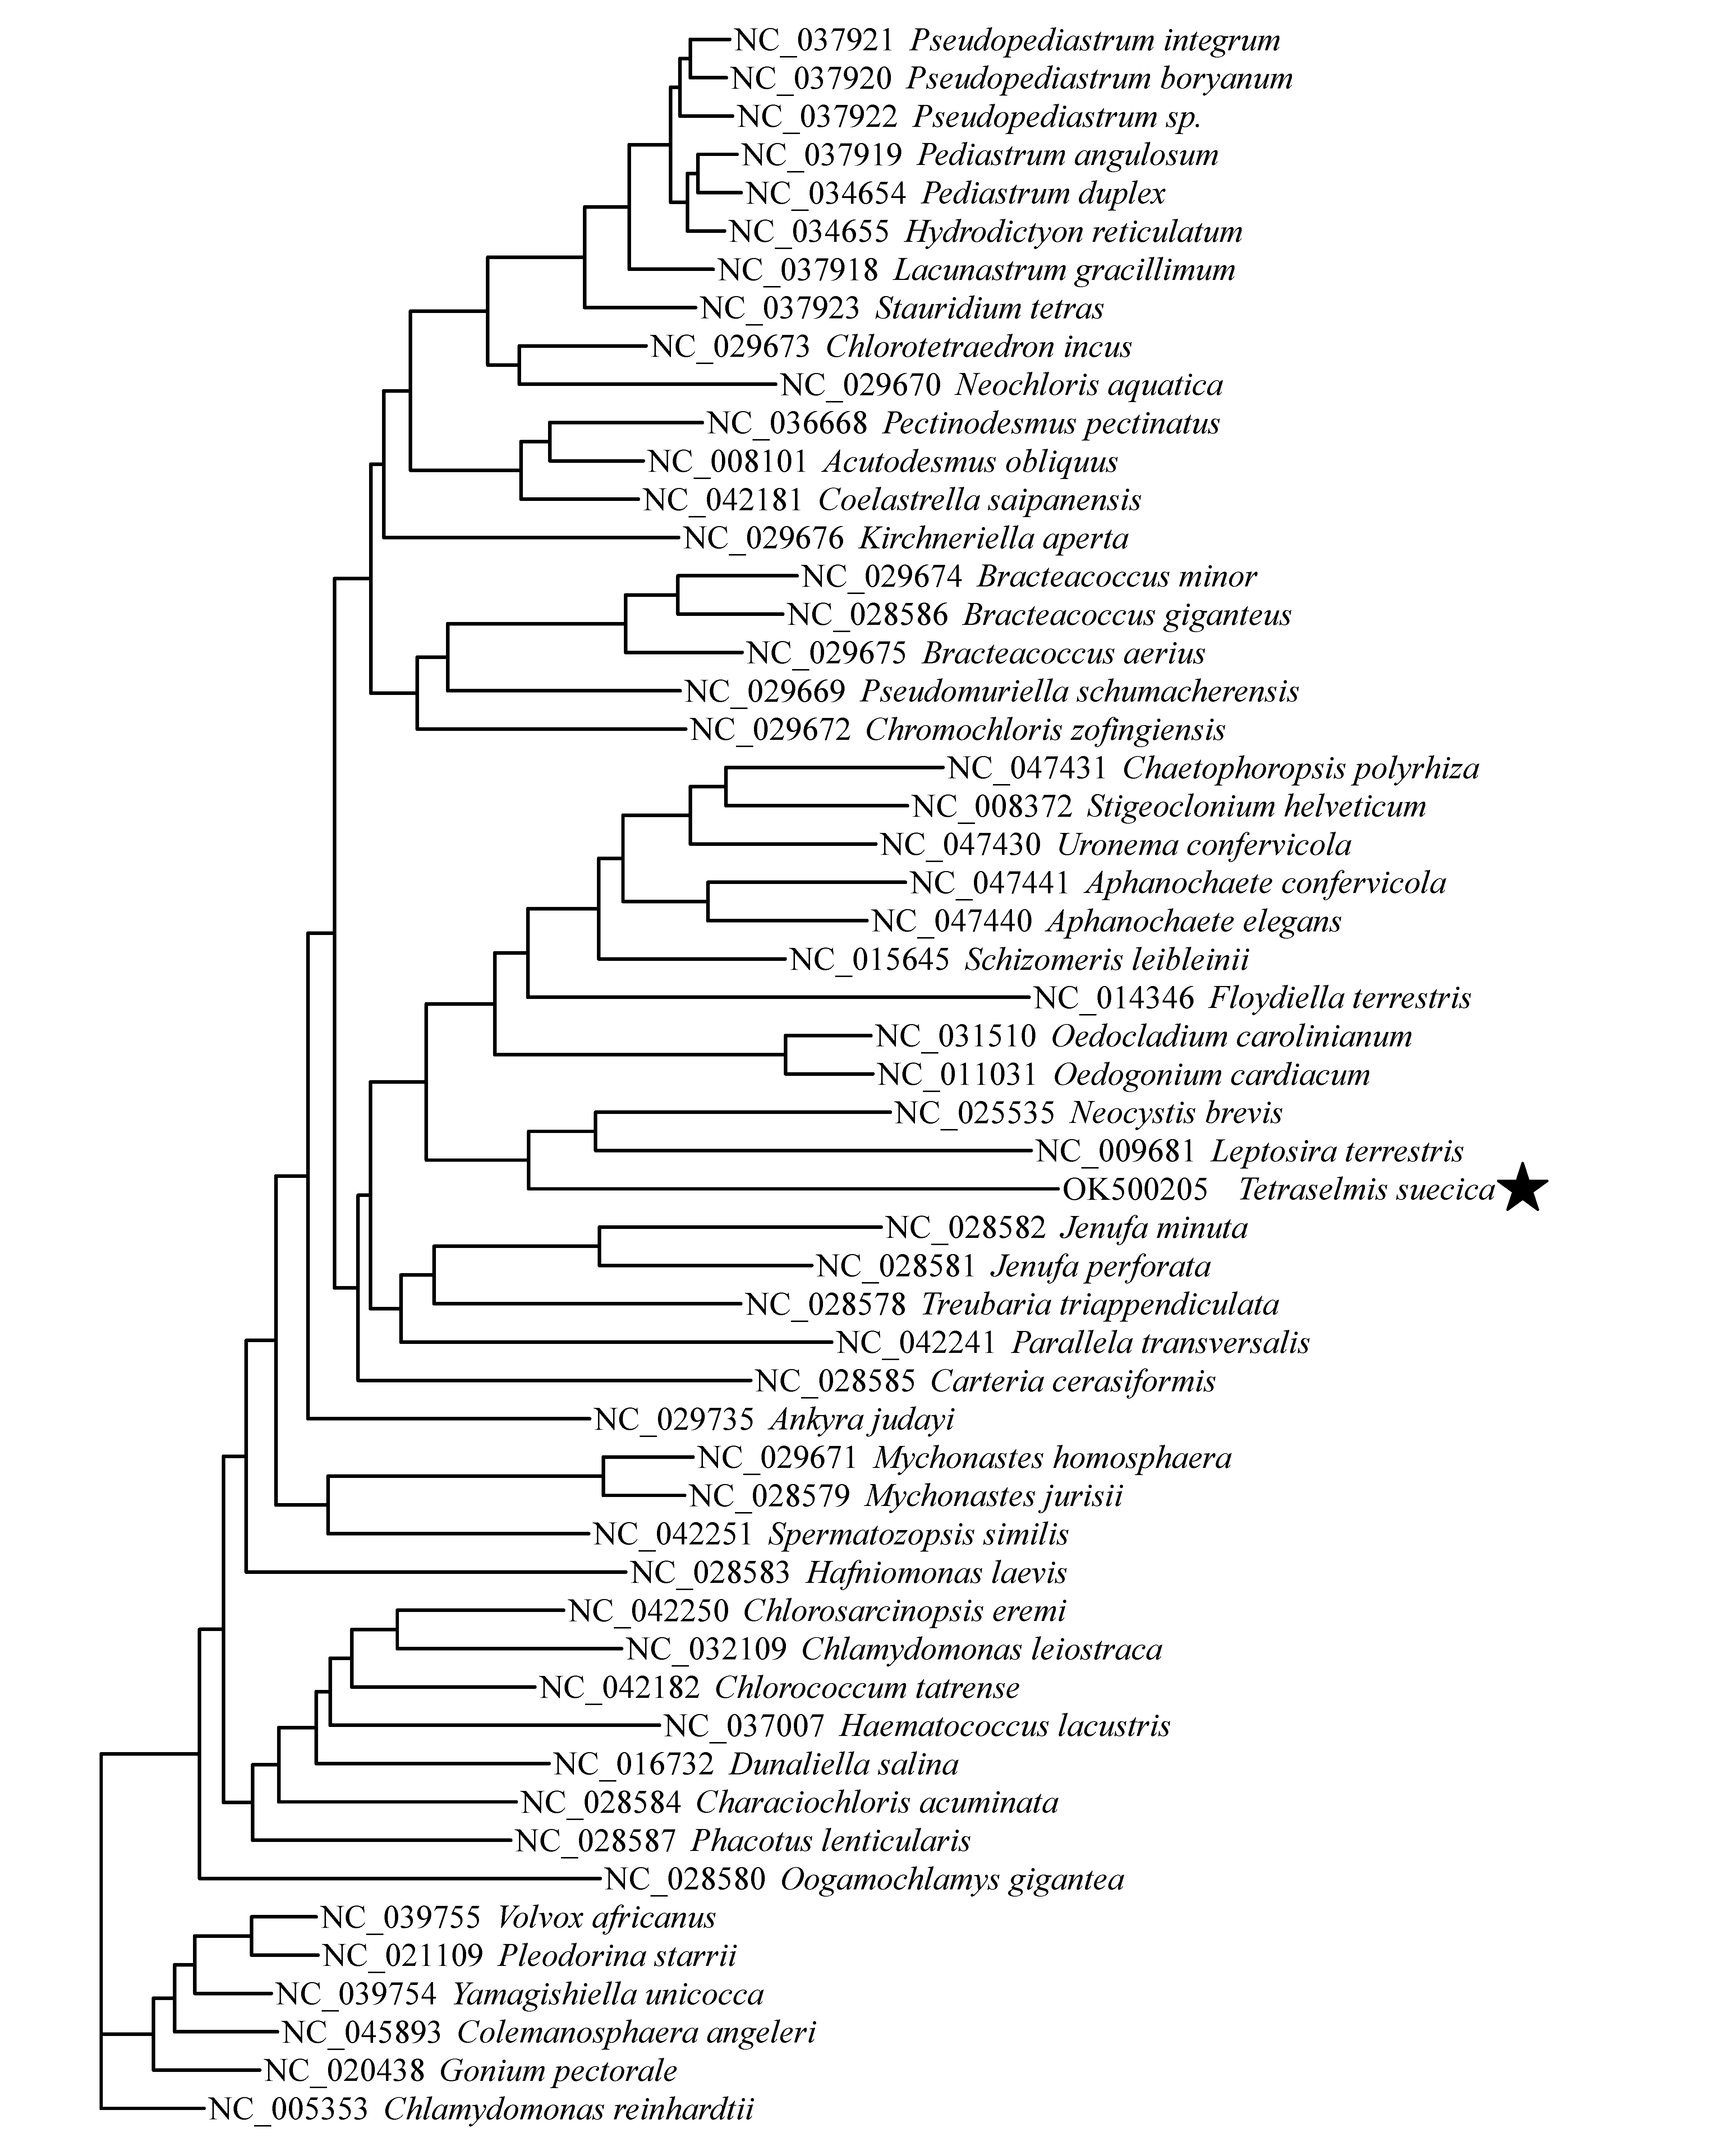 NC_037921 Pseudopediastrum integrum
NC_037920 Pseudopediastrum boryanum
NC_037922 Pseudopediastrum sp.
NC_037919 Pediastrum angulosum
NC_034654 Pediastrum duplex
NC_034655 Hydrodictyon reticulatum
NC_037918 Lacunastrum gracillimum
NC_037923 Stauridium tetras
NC_029673 Chlorotetraedron incus
NC_029670 Neochloris aquatica
NC_036668 Pectinodesmus pectinatus
NC_008101 Acutodesmus obliquus
NC_042181 Coelastrella saipanensis
NC_029676 Kirchneriella aperta
NC_029674 Bracteacoccus minor
NC_028586 Bracteacoccus giganteus
NC_029675 Bracteacoccus aerius
NC_029669 Pseudomuriella schumacherensis
NC_029672 Chromochloris zofingiensis
NC_047431 Chaetophoropsis polyrhiza
NC_008372 Stigeoclonium helveticum
NC_047430 Uronema confervicola
NC_047441 Aphanochaete confervicola
NC_047440 Aphanochaete elegans
NC_015645 Schizomeris leibleinii
NC_014346 Floydiella terrestris
NC_031510 Oedocladium carolinianum
NC_011031 Oedogonium cardiacum
NC_025535 Neocystis brevis
NC_009681 Leptosira terrestris
OK500205 Tetraselmis suecica
NC_028582 Jenufa minuta
NC_028581 Jenufa perforata
NC_028578 Treubaria triappendiculata
NC_042241 Parallela transversalis
NC_028585 Carteria cerasiformis
NC_029735 Ankyra judayi
NC_029671 Mychonastes homosphaera
NC_028579 Mychonastes jurisii
NC_042251 Spermatozopsis similis
NC_028583 Hafniomonas laevis
NC_042250 Chlorosarcinopsis eremi
NC_032109 Chlamydomonas leiostraca
NC_042182 Chlorococcum tatrense
NC_037007 Haematococcus lacustris
NC_016732 Dunaliella salina
NC_028584 Characiochloris acuminata
NC_028587 Phacotus lenticularis
NC_028580 Oogamochlamys gigantea
NC_039755 Volvox africanus
NC_021109 Pleodorina starrii
NC_039754 Yamagishiella unicocca
NC_045893 Colemanosphaera angeleri
NC_020438 Gonium pectorale
NC_005353 Chlamydomonas reinhardtii